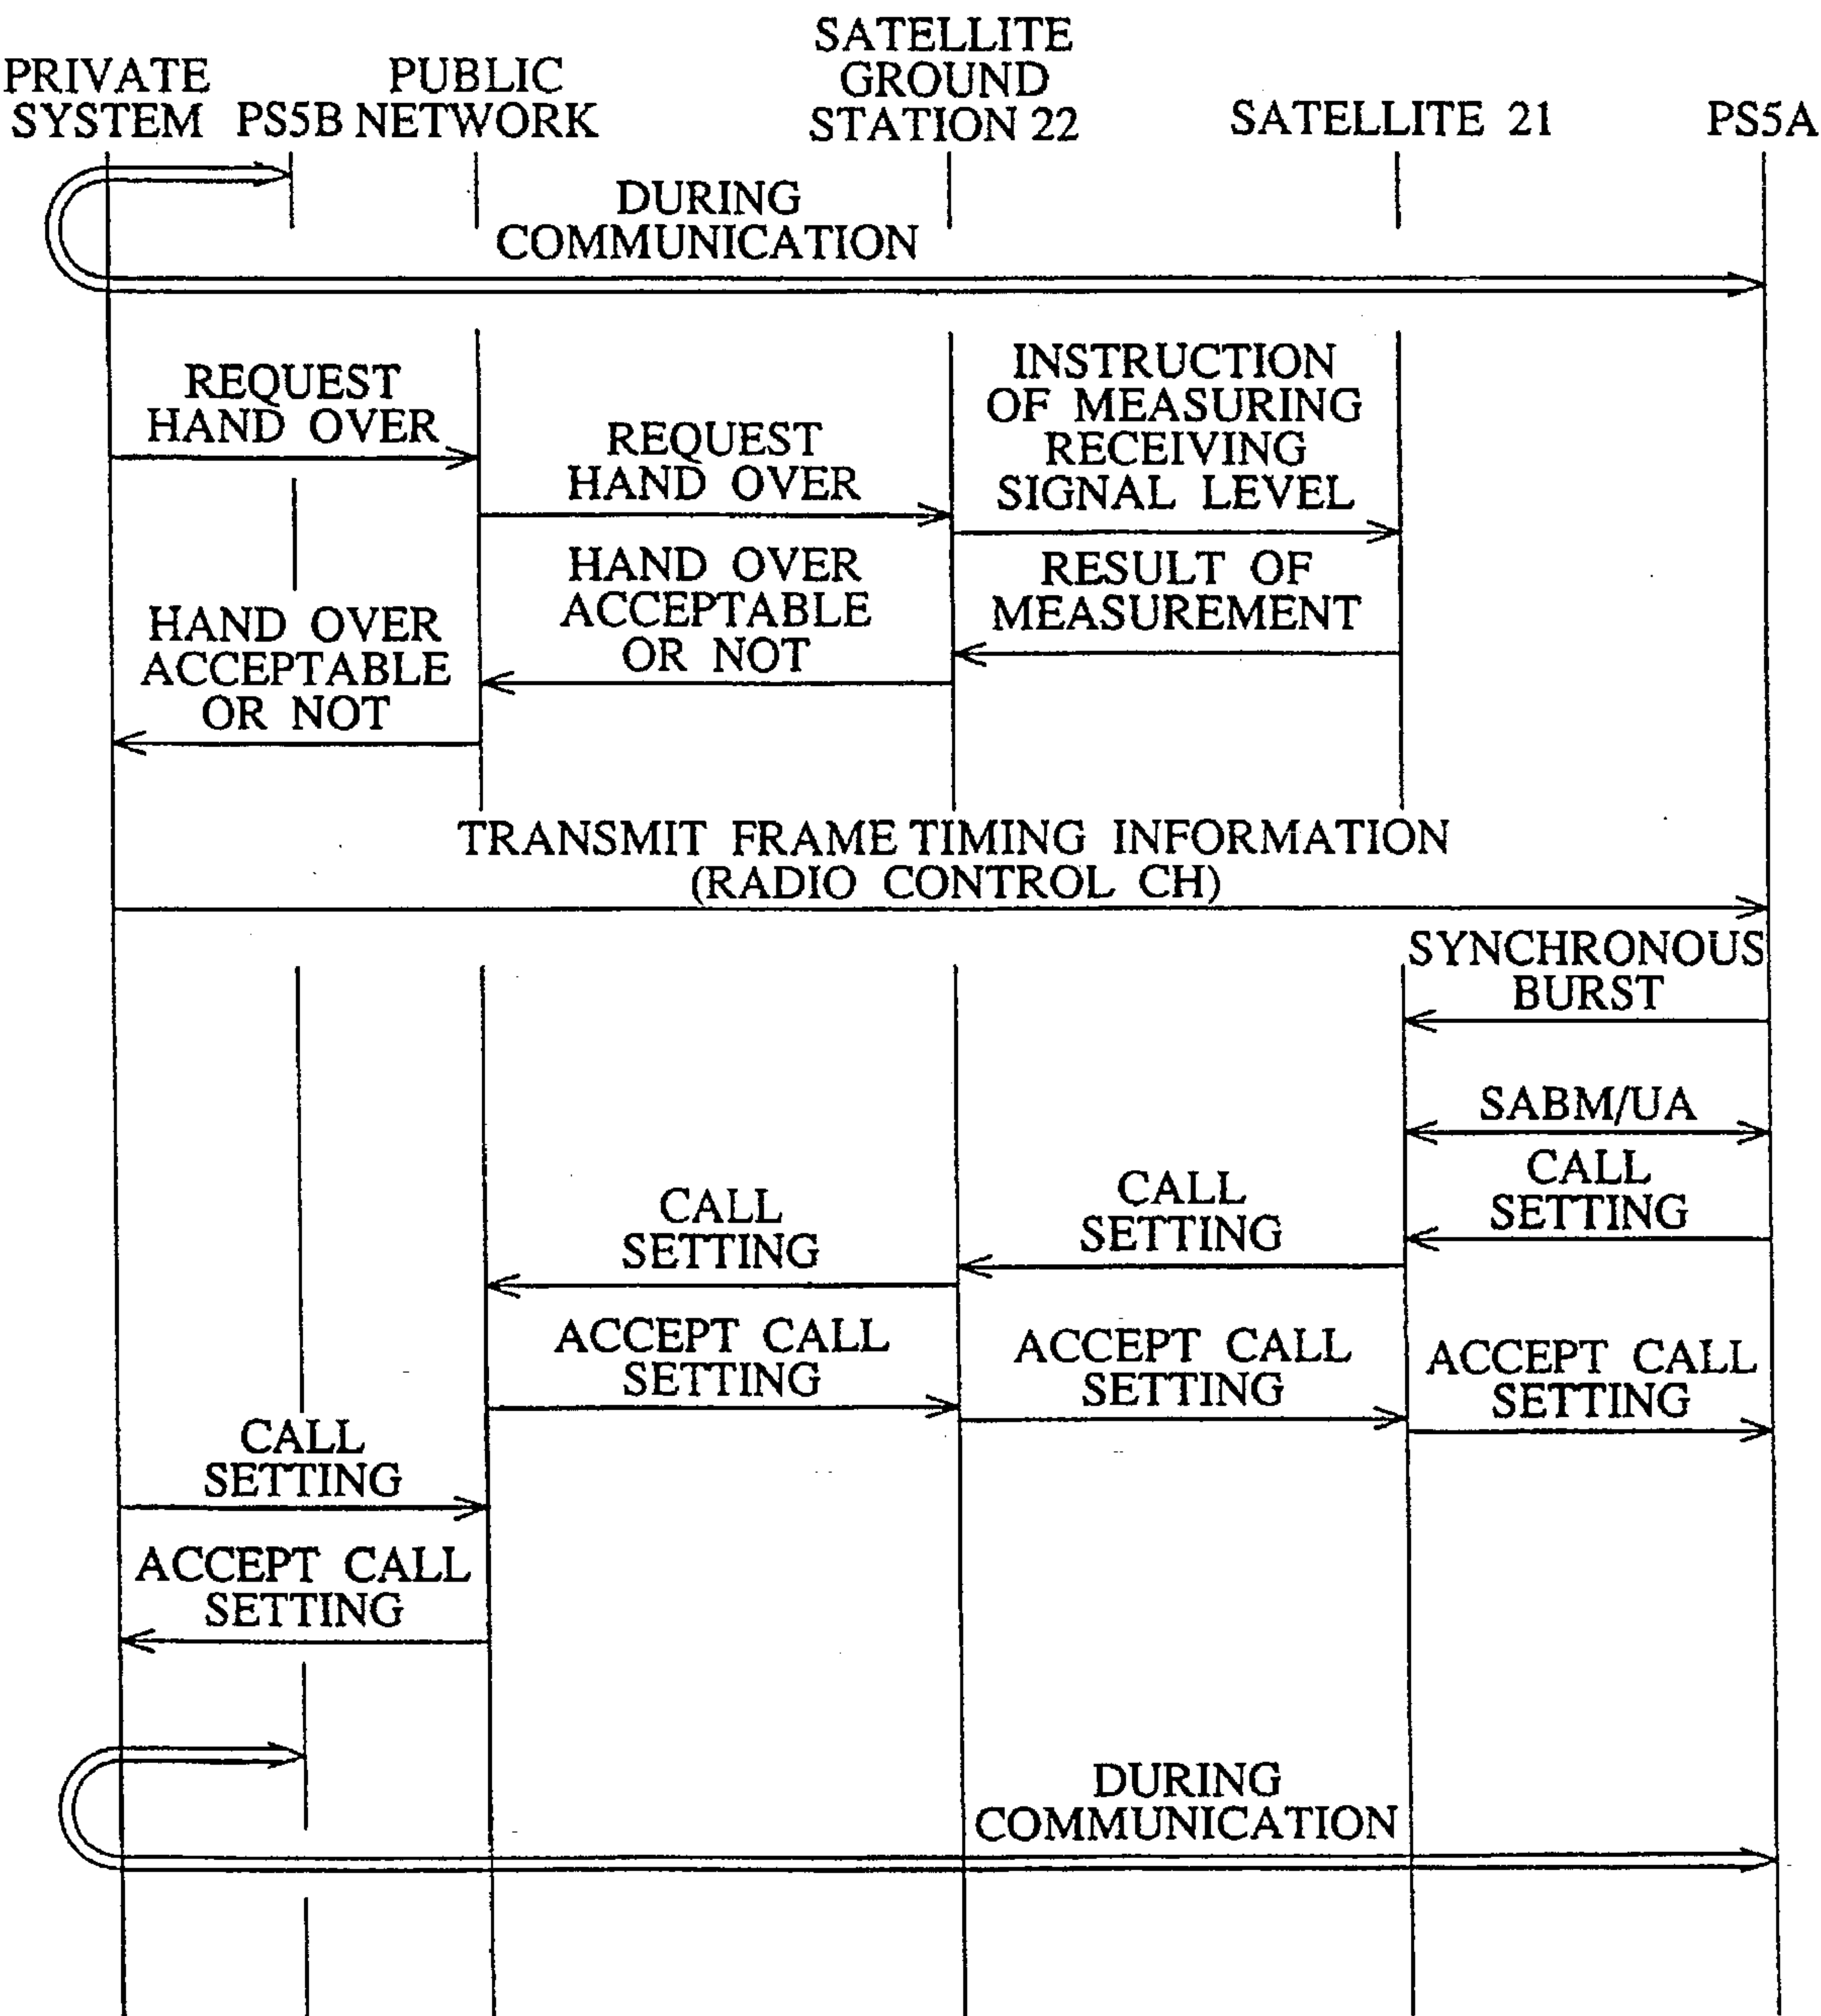 PRIVATE
SYSTEM
PS5B
PUBLIC
NETWORK
SATELLITE
GROUND
STATION 22
SATELLITE 21
PS5A
DURING
COMMUNICATION
REQUEST
HAND OVER
REQUEST
HAND OVER
INSTRUCTION
OF MEASURING
RECEIVING
SIGNAL LEVEL
RESULT OF
MEASUREMENT
HAND OVER
ACCEPTABLE
OR NOT
HAND OVER
ACCEPTABLE
OR NOT
TRANSMIT FRAME TIMING INFORMATION
(RADIO CONTROL CH)
SYNCHRONOUS
BURST
SABM/UA
CALL
SETTING
CALL
SETTING
CALL
SETTING
ACCEPT CALL
SETTING
ACCEPT CALL
SETTING
ACCEPT CALL
SETTING
CALL
SETTING
ACCEPT CALL
SETTING
DURING
COMMUNICATION